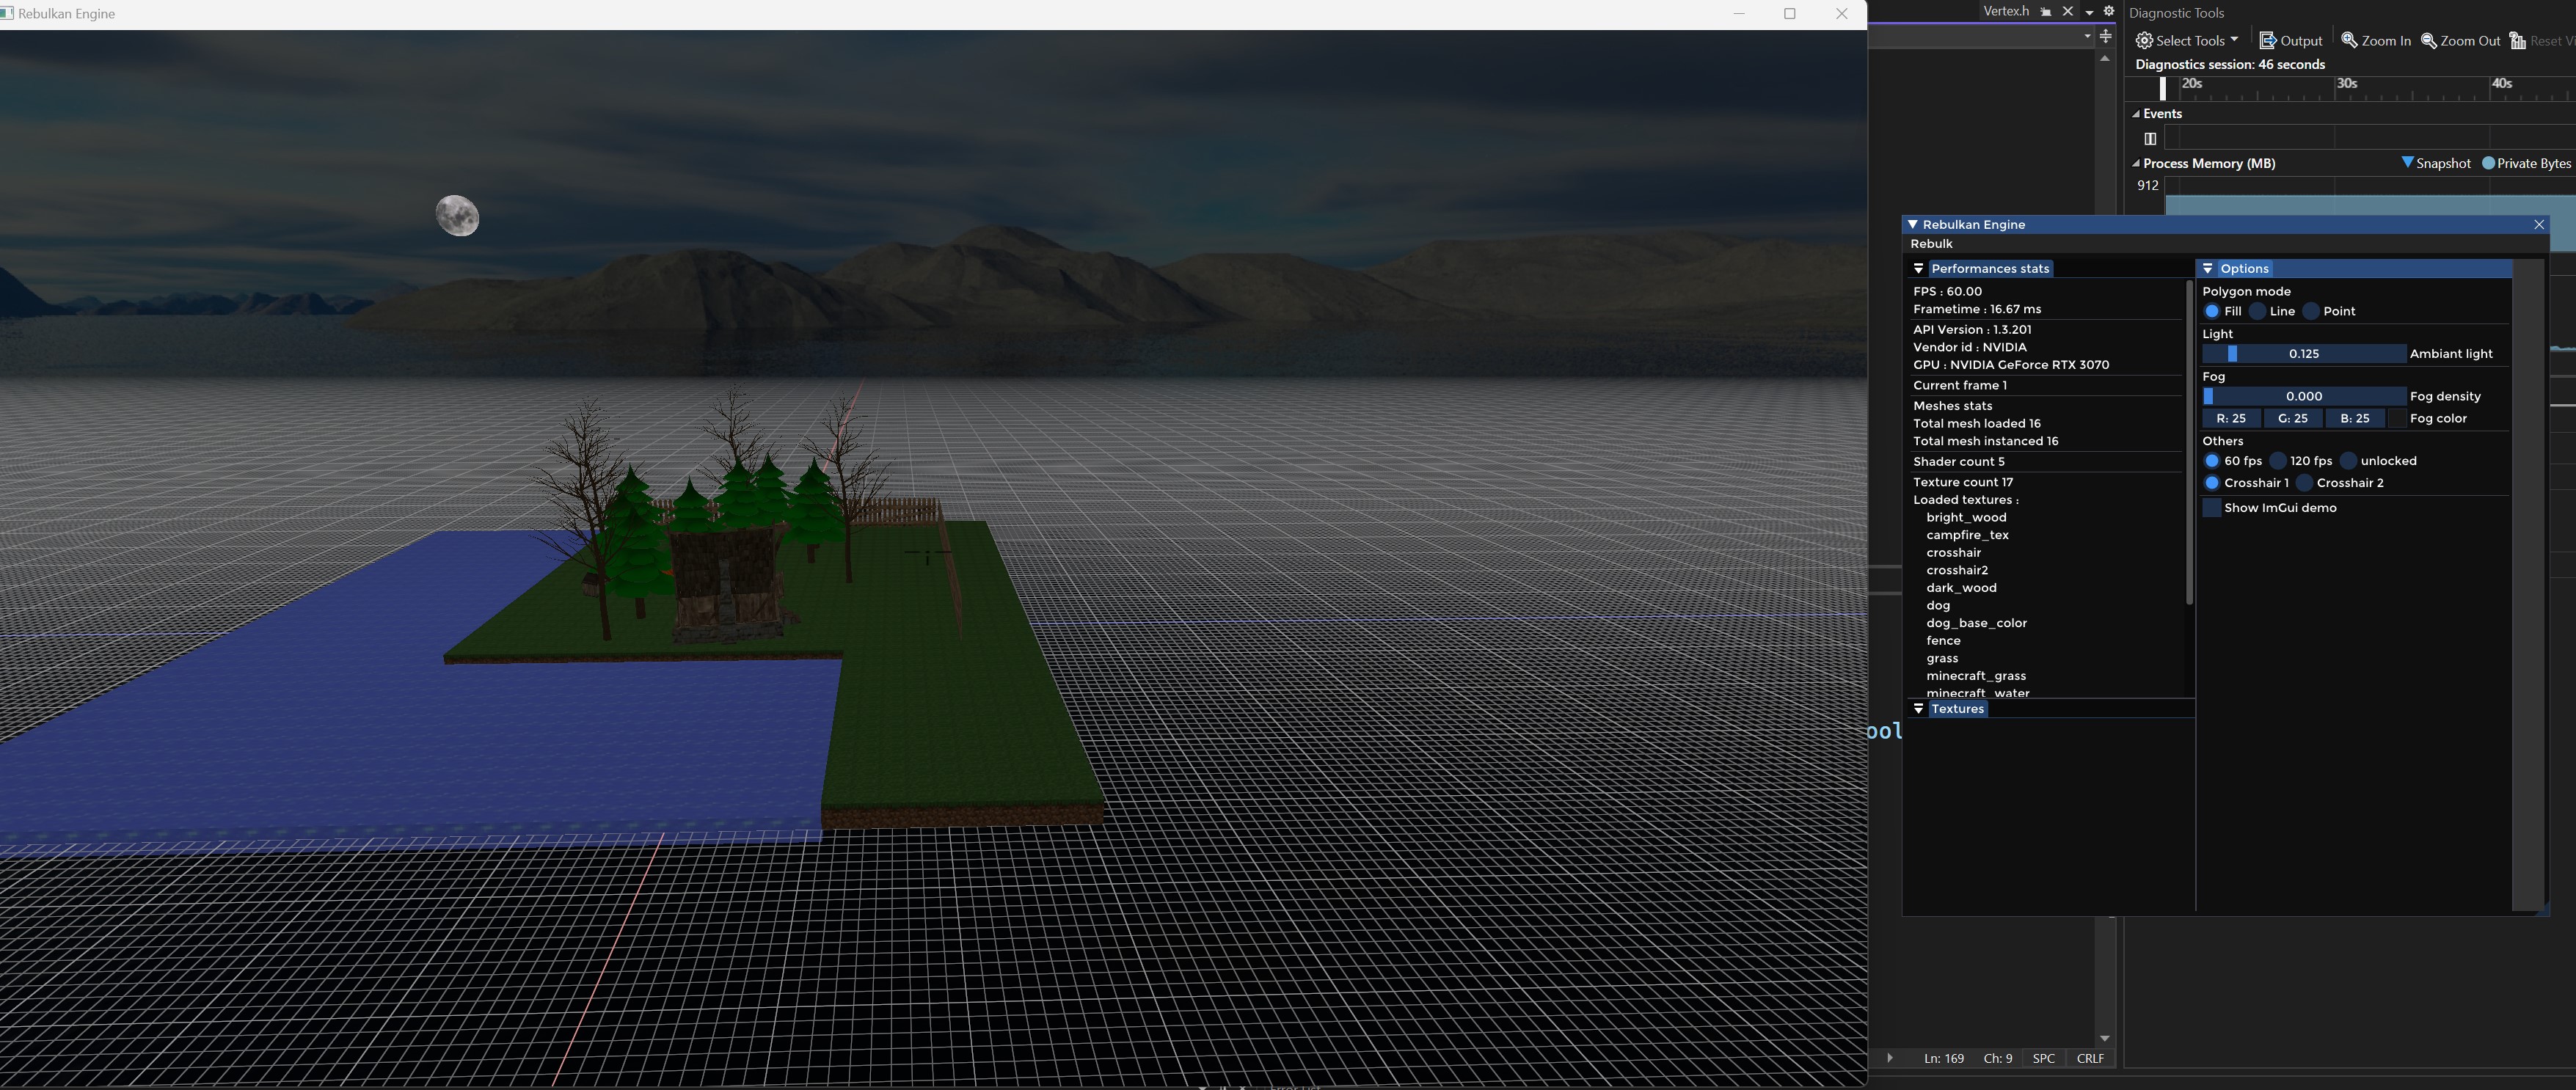 Rebulkan Engine
Vertex.h
Diagnostic Tools
Select Tools Output Zoom In Zoom Out Reset Vi
Diagnostics session: 46 seconds
20s 30s 40s
Events
Process Memory (MB) Snapshot Private Bytes
912
Rebulkan Engine
Rebulk
Performances stats
FPS : 60.00
Frametime : 16.67 ms
API Version : 1.3.201
Vendor id : NVIDIA
GPU : NVIDIA GeForce RTX 3070
Current frame 1
Meshes stats
Total mesh loaded 16
Total mesh instanced 16
Shader count 5
Texture count 17
Loaded textures :
bright_wood
campfire_tex
crosshair
crosshair2
dark_wood
dog
dog_base_color
fence
grass
minecraft_grass
minecraft_water
Textures
Options
Polygon mode
Fill Line Point
Light
0.125 Ambiant light
Fog
0.000 Fog density
R: 25 G: 25 B: 25 Fog color
Others
60 fps 120 fps unlocked
Crosshair 1 Crosshair 2
Show ImGui demo
ool
Ln: 169 Ch: 9 SPC CRLF